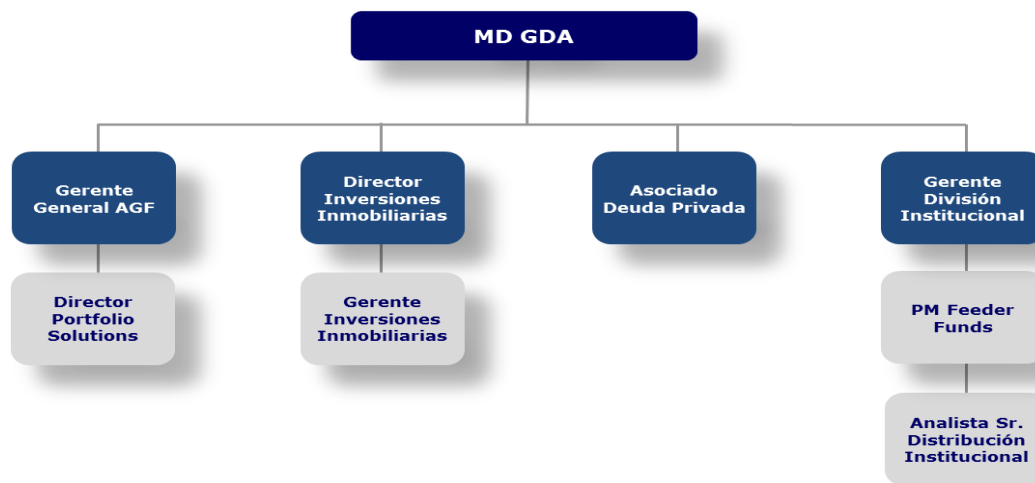 MD GDA
Gerente
General AGF
Director
Inversiones
Inmobiliarias
Asociado
Deuda Privada
Gerente
División
Institucional
Director
Portfolio
Solutions
Gerente
Inversiones
Inmobiliarias
PM Feeder
Funds
Analista Sr.
Distribución
Institucional